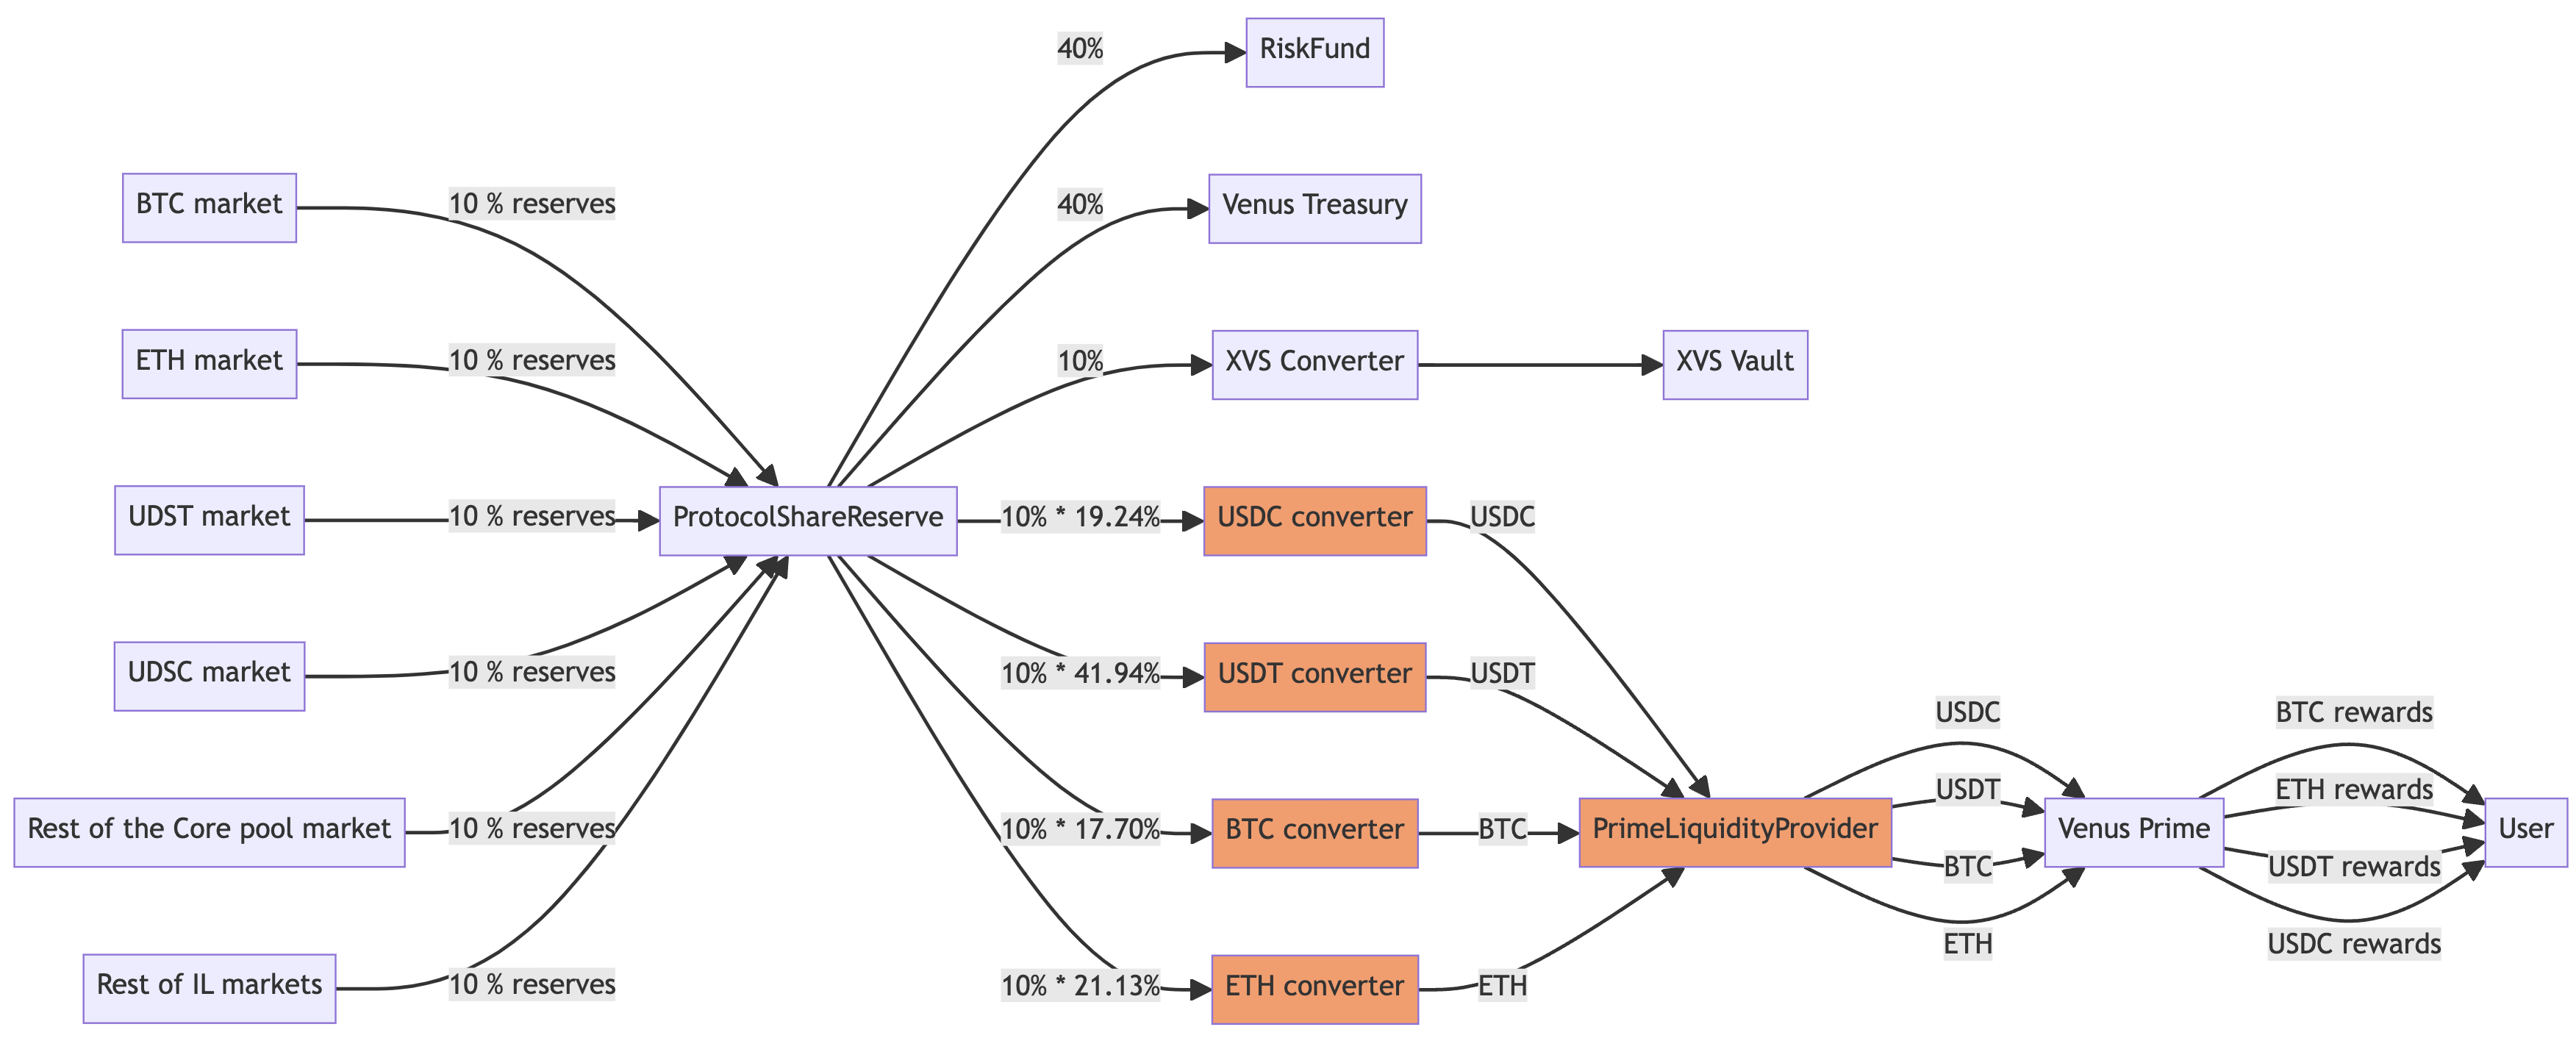 BTC market
ETH market
UDST market
UDSC market
Rest of the Core pool market
Rest of IL markets
10 % reserves
10 % reserves
10 % reserves
10 % reserves
10 % reserves
10 % reserves
ProtocolShareReserve
40%
40%
10%
10% * 19.24%
10% * 41.94%
10% * 17.70%
10% * 21.13%
RiskFund
Venus Treasury
XVS Converter
USDC converter
USDT converter
BTC converter
ETH converter
XVS Vault
USDC
USDT
BTC
ETH
PrimeLiquidityProvider
USDC
USDT
BTC
ETH
Venus Prime
BTC rewards
ETH rewards
USDT rewards
USDC rewards
User